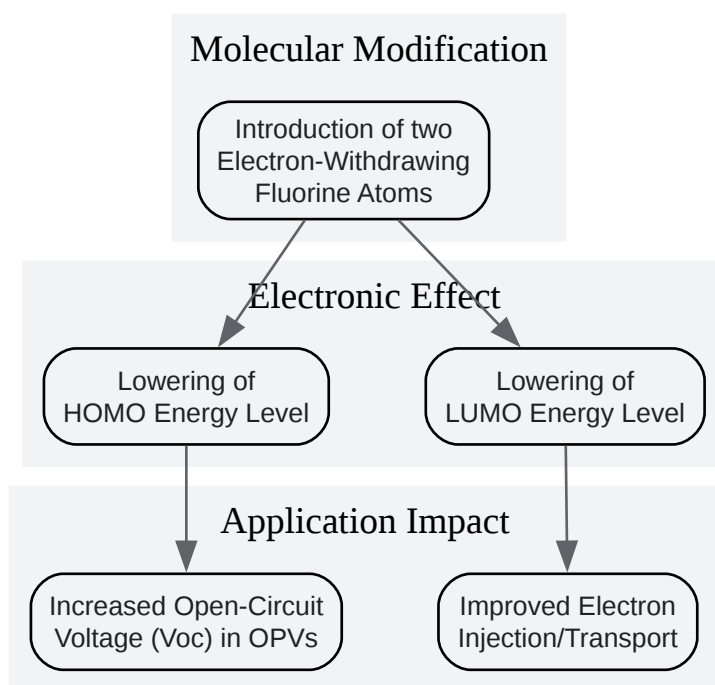 Molecular Modification
Introduction of two
Electron-Withdrawing
Fluorine Atoms
Electronic Effect
Lowering of
HOMO Energy Level
Lowering of
LUMO Energy Level
Application Impact
Increased Open-Circuit
Voltage (Voc) in OPVs
Improved Electron
Injection/Transport